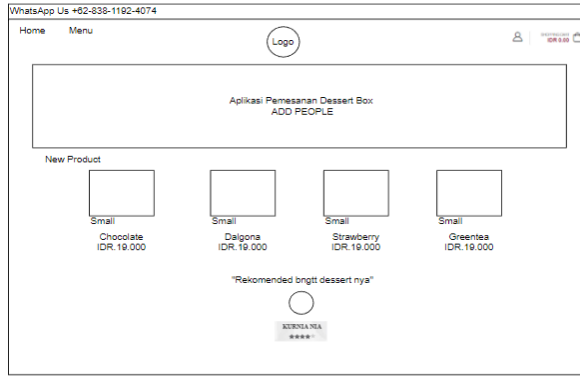 WhatsApp Us +62-838-1192-4074
Home Menu
Logo
IDR 0.00
Aplikasi Pemesanan Dessert Box
ADD PEOPLE
New Product
Small Small Small Small
Chocolate Dalgona Strawberry Greentea
IDR.19.000 IDR.19.000 IDR.19.000 IDR.19.000
"Rekomended bngtt dessert nya"
KURNIA NIA